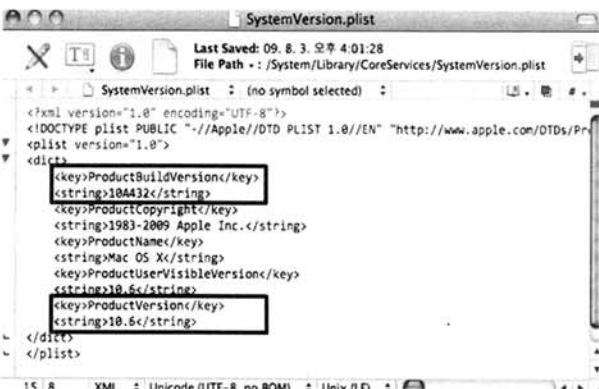 SystemVersion.plist
Last Saved: 09. 8. 3. 오후 4:01:28
File Path : /System/Library/CoreServices/SystemVersion.plist
SystemVersion.plist (no symbol selected)
<?xml version="1.0" encoding="UTF-8"?>
<!DOCTYPE plist PUBLIC "-//Apple//DTD PLIST 1.0//EN" "http://www.apple.com/DTDs/Pr
<plist version="1.0">
<dict>
<key>ProductBuildVersion</key>
<string>10A432</string>
<key>ProductCopyright</key>
<string>1983-2009 Apple Inc.</string>
<key>ProductName</key>
<string>Mac OS X</string>
<key>ProductUserVisibleVersion</key>
<string>10.6</string>
<key>ProductVersion</key>
<string>10.6</string>
</dict>
</plist>
15 8 XML Unicode (UTF-8, no BOM) Unix (LF)